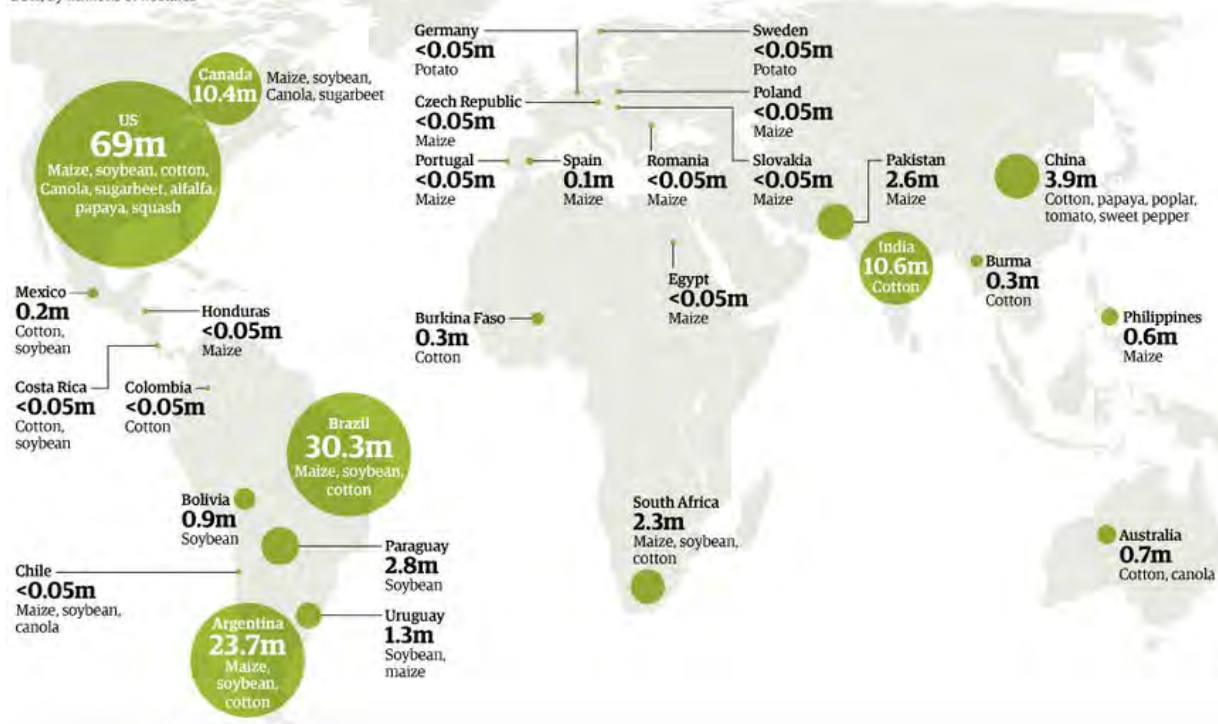 Canada
10.4m
Maize, soybean,
Canola, sugarbeet
US
69m
Maize, soybean, cotton,
Canola, sugarbeet, alfalfa,
papaya, squash
Mexico
0.2m
Cotton,
soybean
Honduras
<0.05m
Maize
Costa Rica
<0.05m
Cotton,
soybean
Colombia
<0.05m
Cotton
Brazil
30.3m
Maize, soybean,
cotton
Bolivia
0.9m
Soybean
Paraguay
2.8m
Soybean
Chile
<0.05m
Maize, soybean,
canola
Argentina
23.7m
Maize,
soybean,
cotton
Uruguay
1.3m
Soybean,
maize
Germany
<0.05m
Potato
Sweden
<0.05m
Potato
Czech Republic
<0.05m
Maize
Poland
<0.05m
Maize
Portugal
<0.05m
Maize
Spain
0.1m
Maize
Romania
<0.05m
Maize
Slovakia
<0.05m
Maize
Pakistan
2.6m
Maize
China
3.9m
Cotton, papaya, poplar,
tomato, sweet pepper
India
10.6m
Cotton
Burma
0.3m
Cotton
Egypt
<0.05m
Maize
Burkina Faso
0.3m
Cotton
Philippines
0.6m
Maize
South Africa
2.3m
Maize, soybean,
cotton
Australia
0.7m
Cotton, canola